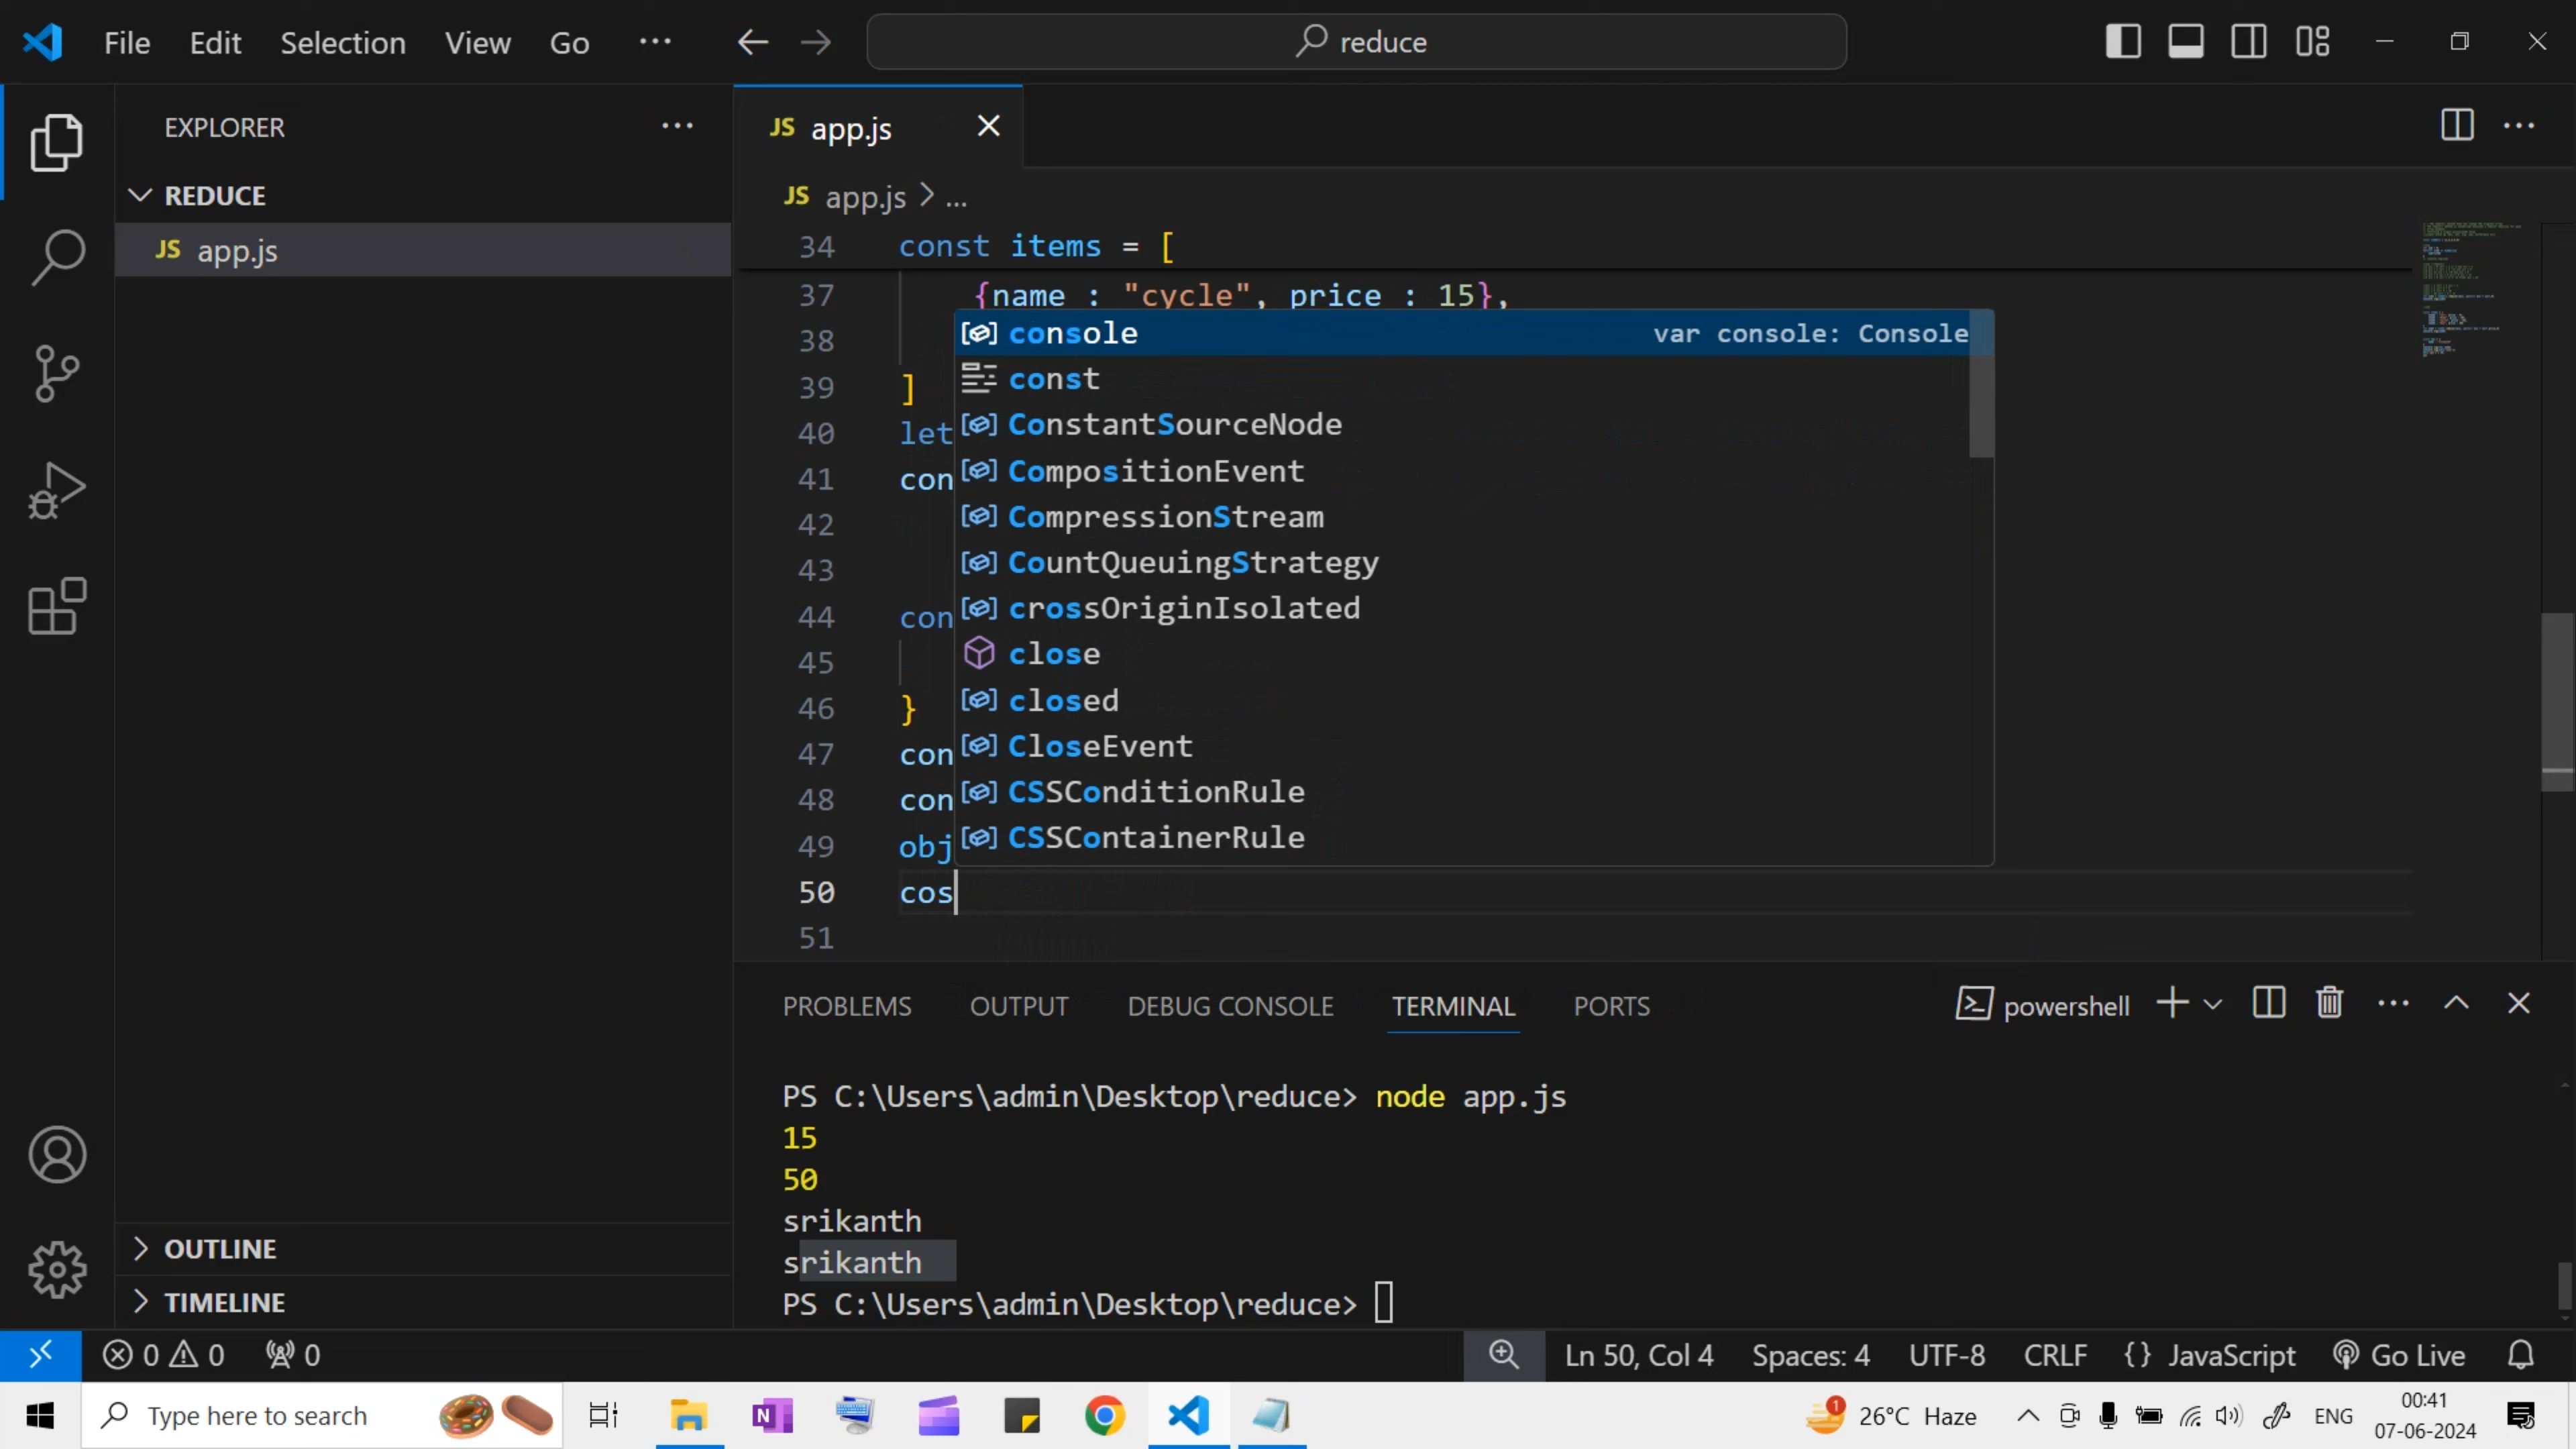 File Edit Selection View Go ... reduce
EXPLORER ...
JS app.js
REDUCE
JS app.js
JS app.js > ...
34 const items = [
37 {name : "cycle", price : 15},
38
39 ]
40 let
41 con
42
43
44 con
45
46 }
47 con
48 con
49 obj
50 cos
51
console var console: Console
const
ConstantSourceNode
CompositionEvent
CompressionStream
CountQueuingStrategy
crossOriginIsolated
close
closed
CloseEvent
CSSConditionRule
CSSContainerRule
PROBLEMS OUTPUT DEBUG CONSOLE TERMINAL PORTS powershell
PS C:\Users\admin\Desktop\reduce> node app.js
15
50
srikanth
srikanth
PS C:\Users\admin\Desktop\reduce>
OUTLINE
TIMELINE
0 0 0 Ln 50, Col 4 Spaces: 4 UTF-8 CRLF {} JavaScript Go Live
Type here to search N 1 26°C Haze ENG 00:41
07-06-2024